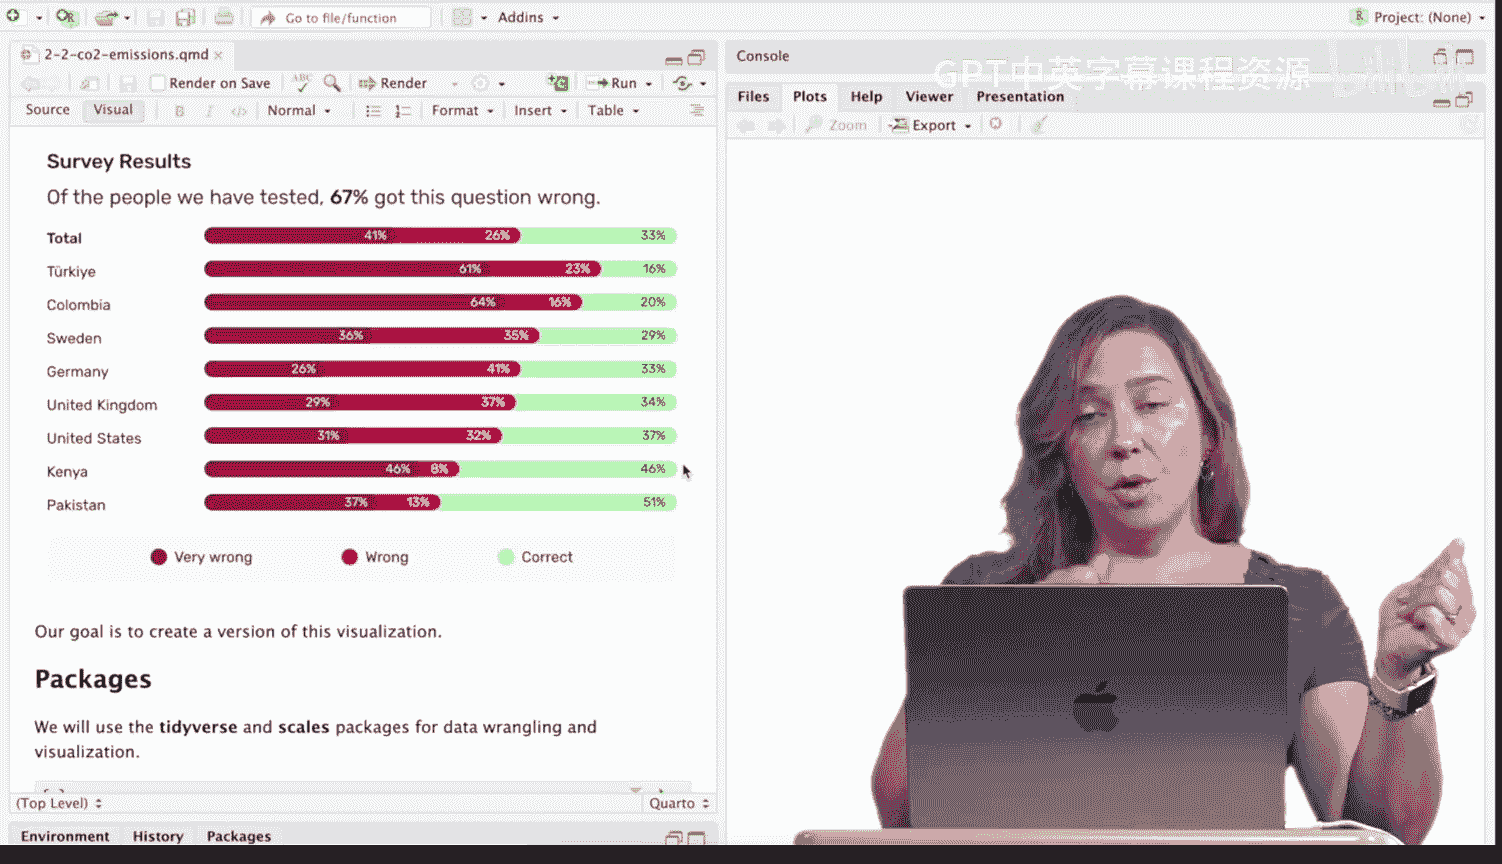 Go to file/function
Addins
Project: (None)
2-2-co2-emissions.qmd
Render on Save
ABC
Render
Run
Source
Visual
B
I
Normal
Format
Insert
Table
Survey Results
Of the people we have tested, 67% got this question wrong.
Total 41% 26% 33%
Türkiye 61% 23% 16%
Colombia 64% 16% 20%
Sweden 36% 35% 29%
Germany 26% 41% 33%
United Kingdom 29% 37% 34%
United States 31% 32% 37%
Kenya 46% 8% 46%
Pakistan 37% 13% 51%
Very wrong
Wrong
Correct
Our goal is to create a version of this visualization.
Packages
We will use the tidyverse and scales packages for data wrangling and
visualization.
(Top Level)
Quarto
Environment
History
Packages
Console
GPT中英字幕课程资源
Files
Plots
Help
Viewer
Presentation
Zoom
Export